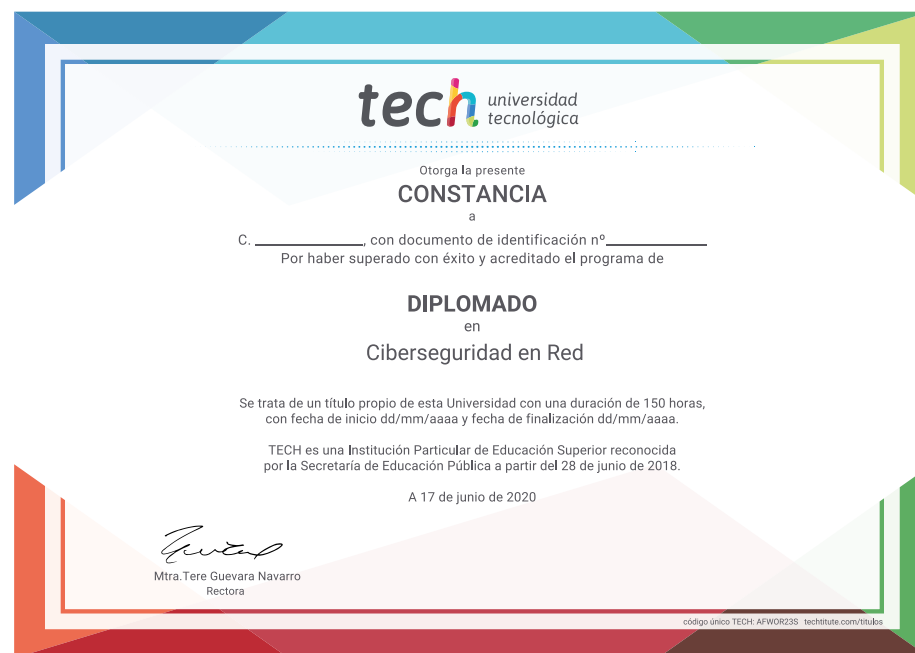 tech universidad
tecnológica
Otorga la presente
CONSTANCIA
a
C. ______________, con documento de identificación nº_____________
Por haber superado con éxito y acreditado el programa de
DIPLOMADO
en
Ciberseguridad en Red
Se trata de un título propio de esta Universidad con una duración de 150 horas,
con fecha de inicio dd/mm/aaaa y fecha de finalización dd/mm/aaaa.
TECH es una Institución Particular de Educación Superior reconocida
por la Secretaría de Educación Pública a partir del 28 de junio de 2018.
A 17 de junio de 2020
Mtra.Tere Guevara Navarro
Rectora
código único TECH: AFWOR23S techtitute.com/titulos